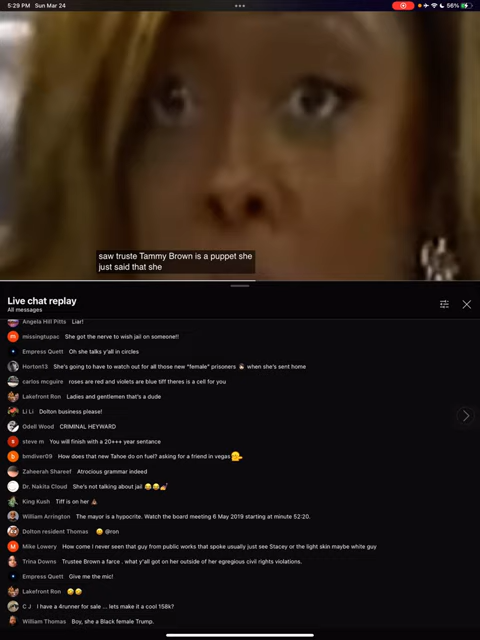 5:29 PM Sun Mar 24
56%
saw truste Tammy Brown is a puppet she
just said that she
Live chat replay
All messages
Angela Hill Pitts Liar!
missingtupac She got the nerve to wish jail on someone!!
Empress Quett Oh she talks y'all in circles
Horton13 She's going to have to watch out for all those new "female" prisoners when she's sent home
carlos mcguire roses are red and violets are blue tiff theres is a cell for you
Lakefront Ron Ladies and gentlemen that's a dude
Li Li Dolton business please!
Odell Wood CRIMINAL HEYWARD
steve m You will finish with a 20+++ year sentance
bmdiver09 How does that new Tahoe do on fuel? asking for a friend in vegas
Zaheerah Shareef Atrocious grammar indeed
Dr. Nakita Cloud She's not talking about jail 😂😂
King Kush Tiff is on her
William Arrington The mayor is a hypocrite. Watch the board meeting 6 May 2019 starting at minute 52:20.
Dolton resident Thomas 😄 @ron
Mike Lowery How come I never seen that guy from public works that spoke usually just see Stacey or the light skin maybe white guy
Trina Downs Trustee Brown a farce . what y'all got on her outside of her egregious civil rights violations.
Empress Quett Give me the mic!
Lakefront Ron 🤣🤣
C J I have a 4runner for sale ... lets make it a cool 158k?
William Thomas Boy, she a Black female Trump.